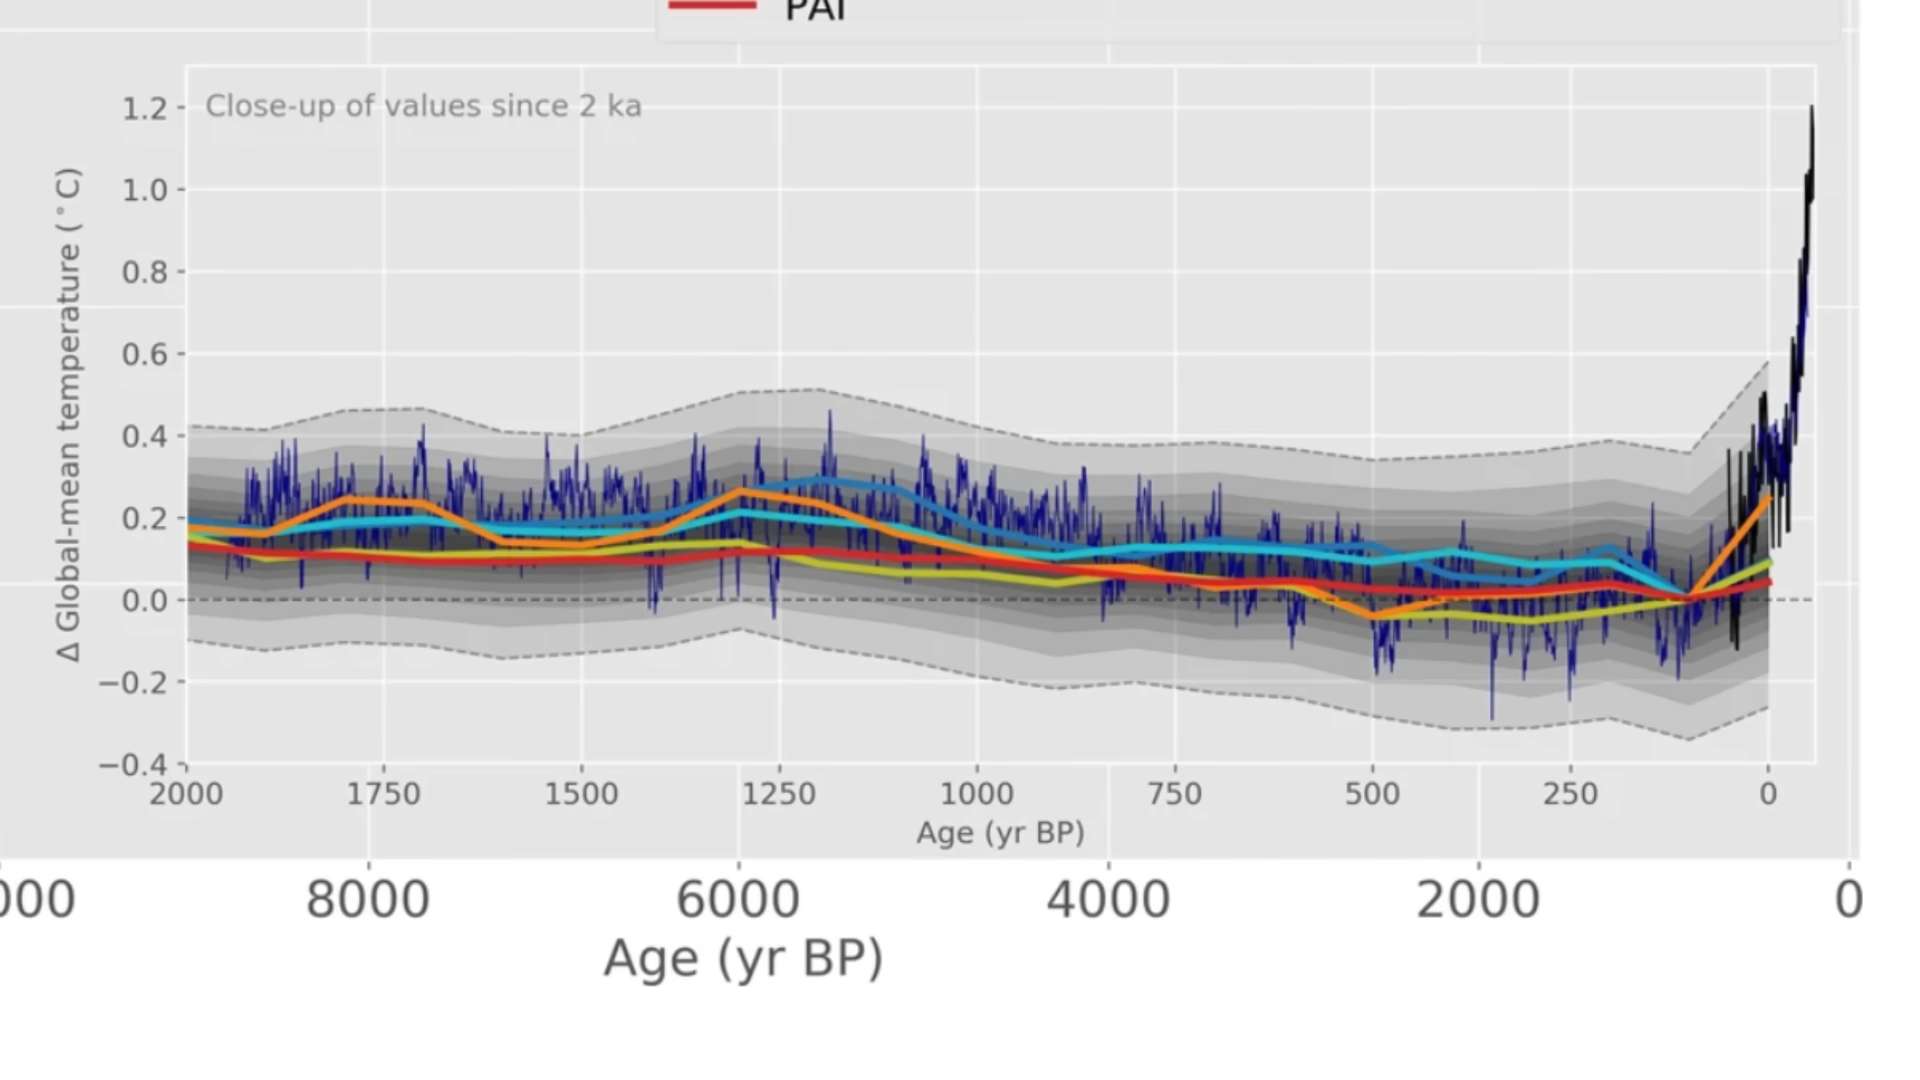 PAI
Close-up of values since 2 ka
Δ Global-mean temperature (°C)
1.2
1.0
0.8
0.6
0.4
0.2
0.0
−0.2
−0.4
2000 1750 1500 1250 1000 750 500 250 0
Age (yr BP)
000 8000 6000 4000 2000 0
Age (yr BP)